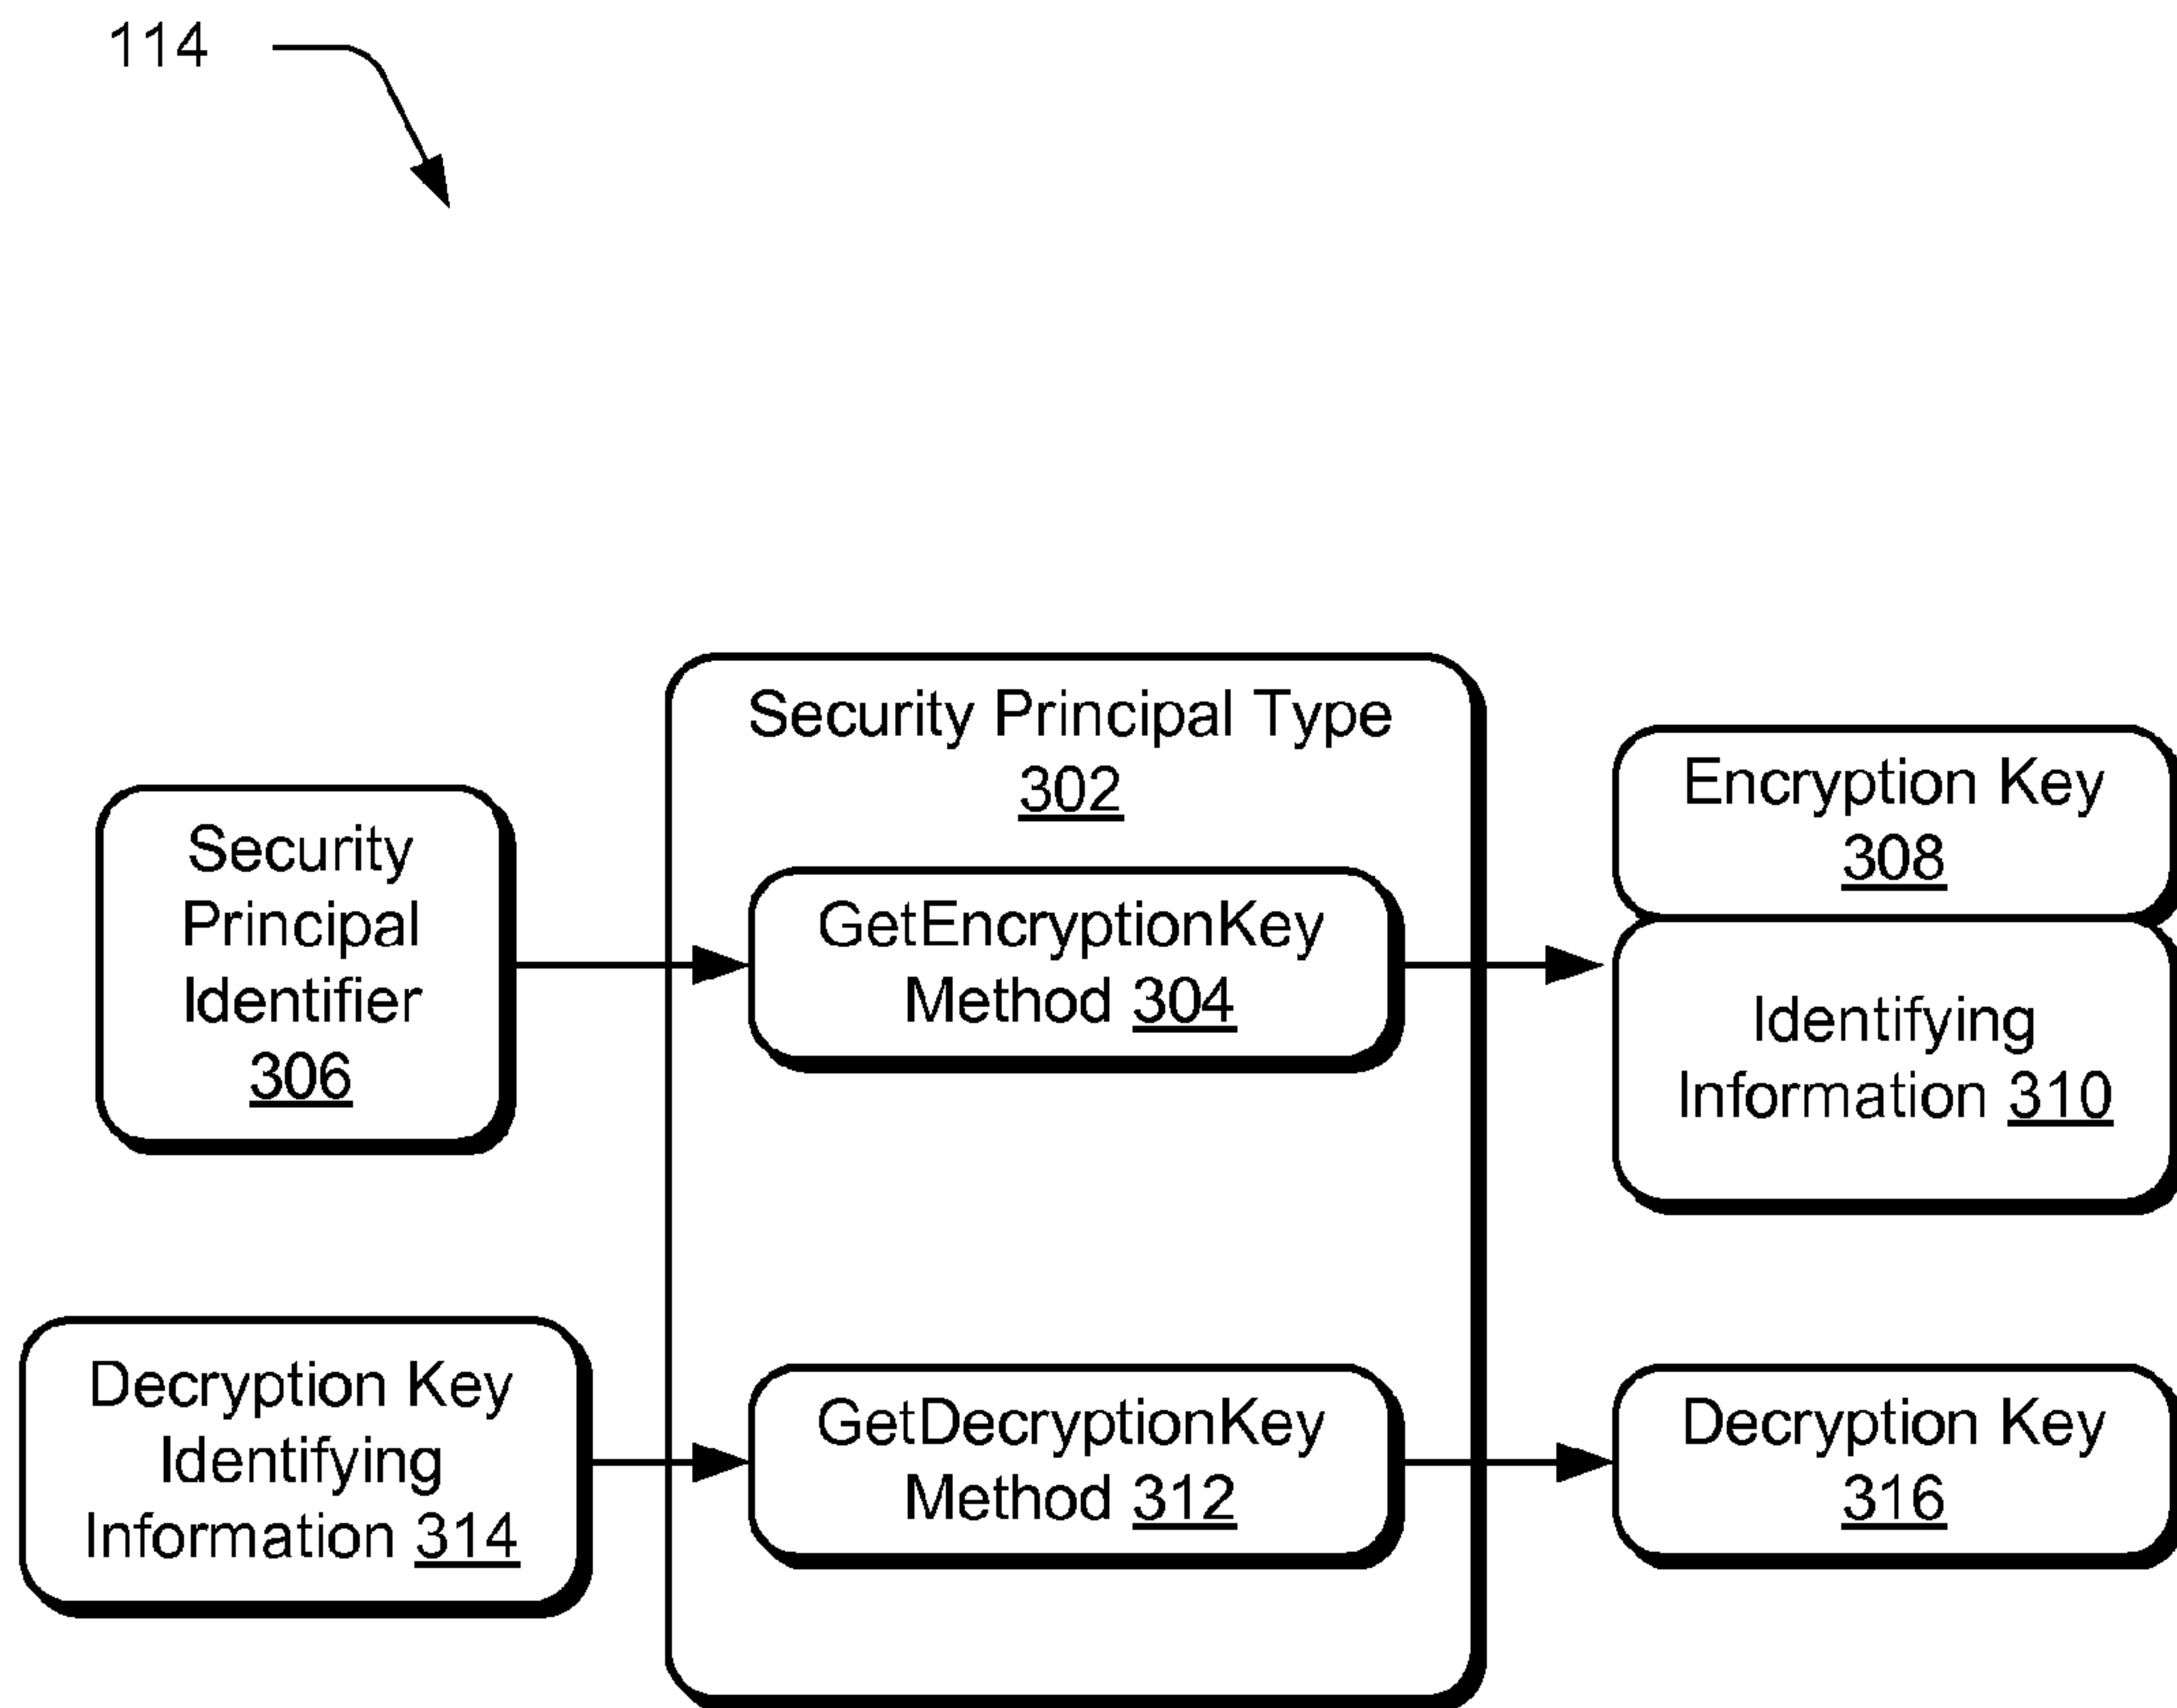 114
Security Principal Type
302
Security
Principal
Identifier
306
GetEncryptionKey
Method 304
Encryption Key
308
Identifying
Information 310
Decryption Key
Identifying
Information 314
GetDecryptionKey
Method 312
Decryption Key
316